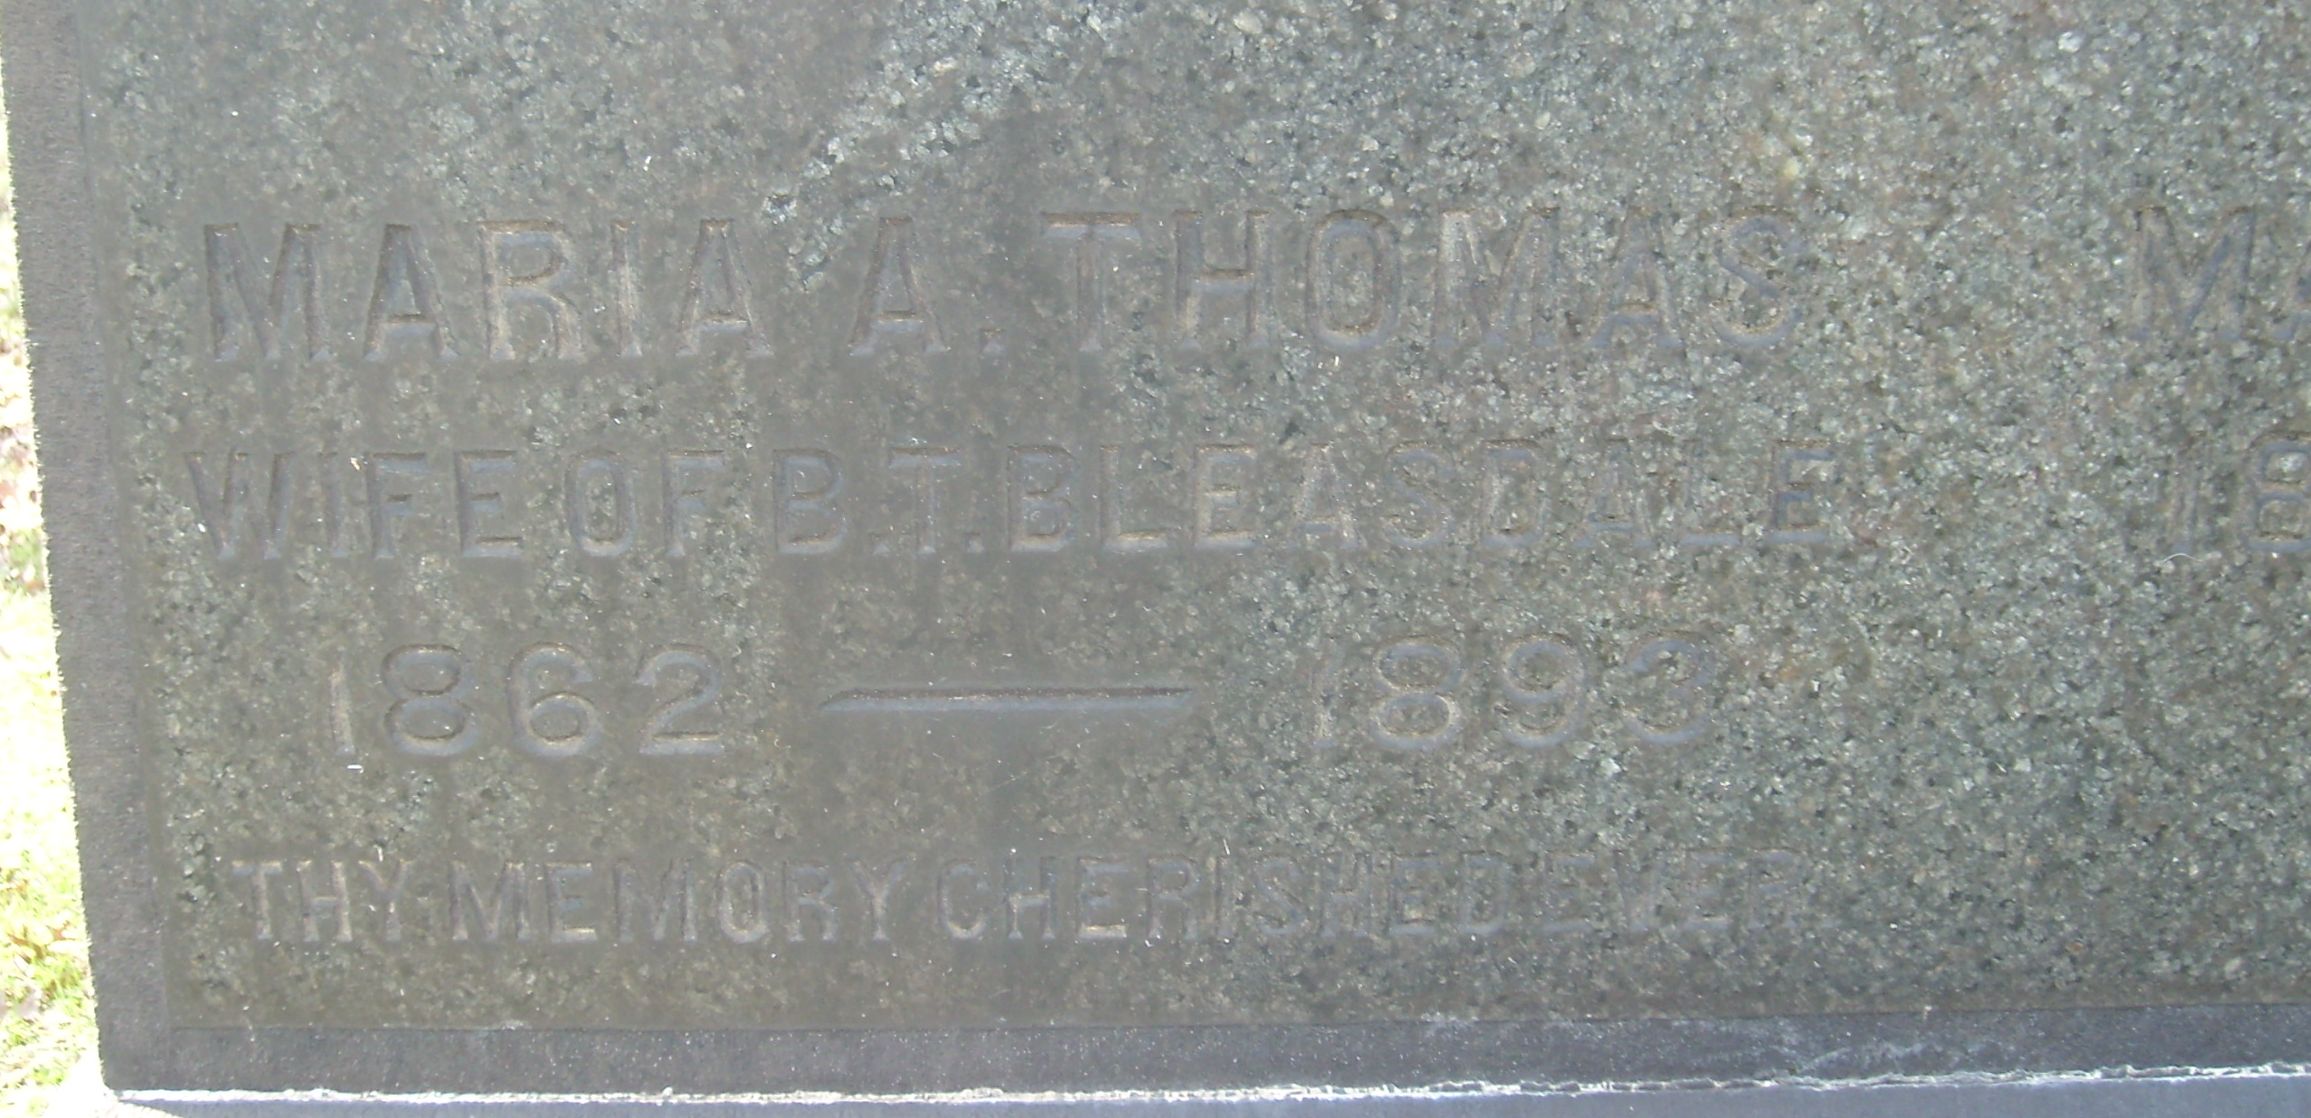 MARIA A. THOMAS
WIFE OF B.T. BLEASDALE
1862 — 1893
THY MEMORY CHERISHED EVER